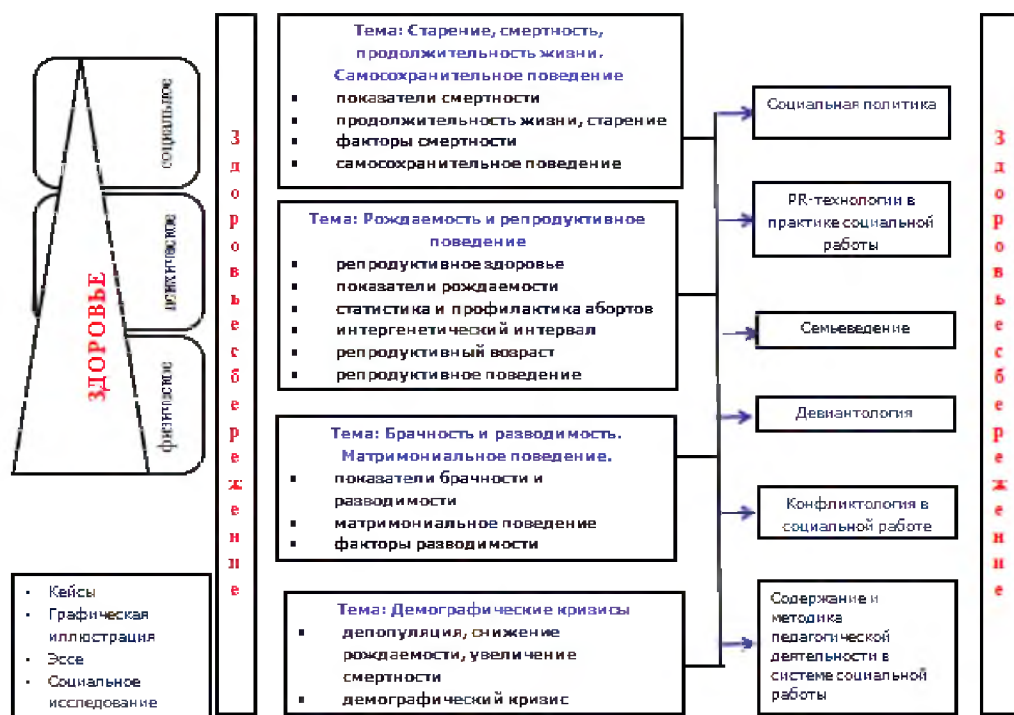 социальное
психическое
физическое
ЗДОРОВЬЕ
Здоровьесбережение
Тема: Старение, смертность,
продолжительность жизни.
Самосохранительное поведение
▪ показатели смертности
▪ продолжительность жизни, старение
▪ факторы смертности
▪ самосохранительное поведение
Тема: Рождаемость и репродуктивное
поведение
▪ репродуктивное здоровье
▪ показатели рождаемости
▪ статистика и профилактика абортов
▪ интергенетический интервал
▪ репродуктивный возраст
▪ репродуктивное поведение
Тема: Брачность и разводимость.
Матримониальное поведение.
▪ показатели брачности и
разводимости
▪ матримониальное поведение
▪ факторы разводимости
Тема: Демографические кризисы
▪ депопуляция, снижение
рождаемости, увеличение
смертности
▪ демографический кризис
Социальная политика
PR-технологии в
практике социальной
работы
Семьеведение
Девиантология
Конфликтология в
социальной работе
Содержание и
методика
педагогической
деятельности в
системе социальной
работы
Здоровьесбережение
• Кейсы
• Графическая
иллюстрация
• Эссе
• Социальное
исследование